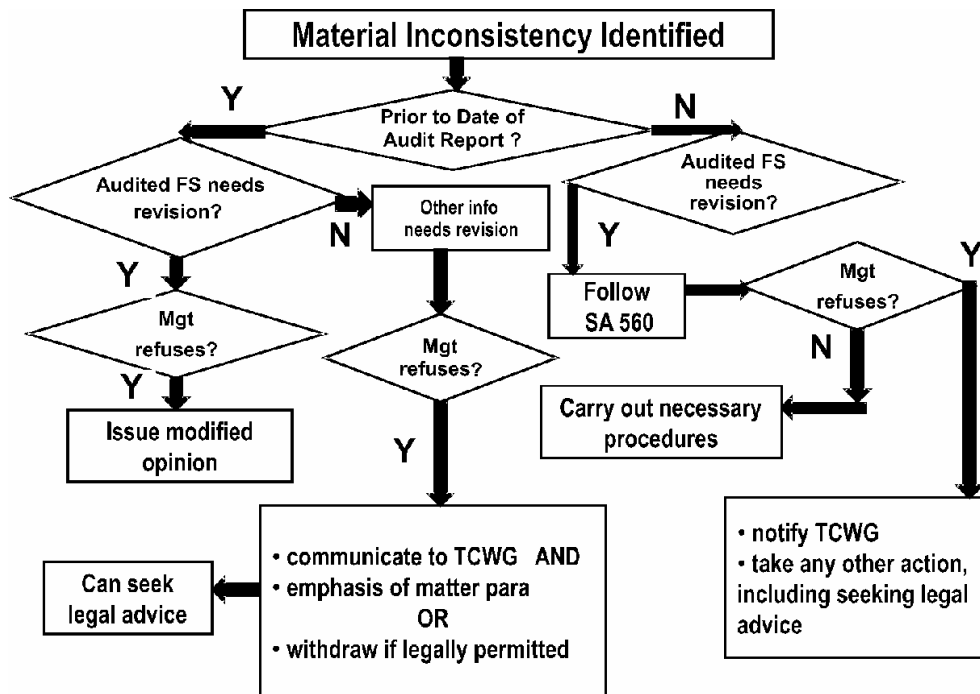 Material Inconsistency Identified
Y
N
Prior to Date of
Audit Report ?
Audited FS needs
revision?
Audited FS
needs
revision?
Other info
needs revision
N
Y
Y
Y
Follow
SA 560
Mgt
refuses?
Mgt
refuses?
Mgt
refuses?
N
Y
Issue modified
opinion
Y
Carry out necessary
procedures
Can seek
legal advice
• communicate to TCWG AND
• emphasis of matter para
OR
• withdraw if legally permitted
• notify TCWG
• take any other action,
including seeking legal
advice